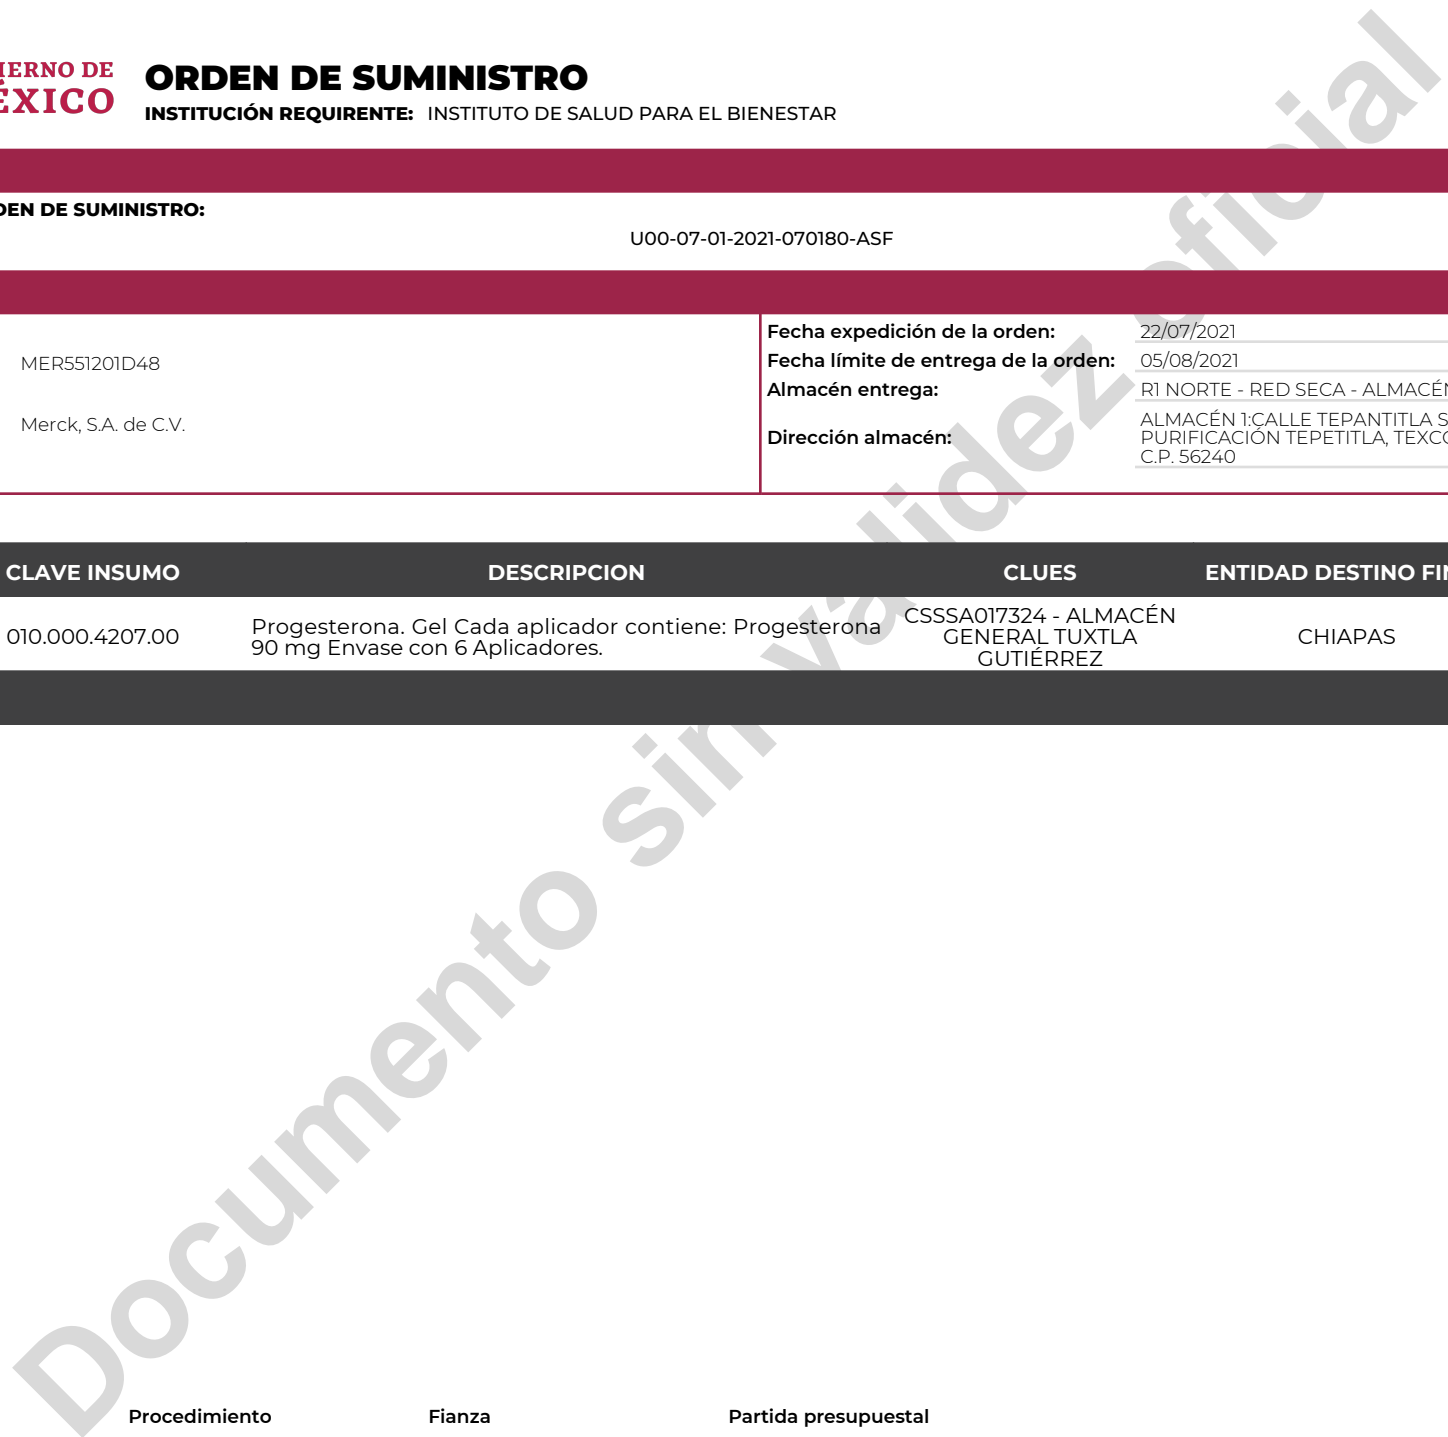 IERNO DE
ÉXICO
ORDEN DE SUMINISTRO
INSTITUCIÓN REQUIRENTE: INSTITUTO DE SALUD PARA EL BIENESTAR
DEN DE SUMINISTRO:
U00-07-01-2021-070180-ASF
MER551201D48
Merck, S.A. de C.V.
Fecha expedición de la orden: 22/07/2021
Fecha límite de entrega de la orden: 05/08/2021
Almacén entrega: R1 NORTE - RED SECA - ALMACÉN
Dirección almacén: ALMACÉN 1:CALLE TEPANTITLA S
PURIFICACIÓN TEPETITLA, TEXCO
C.P. 56240
CLAVE INSUMO DESCRIPCION CLUES ENTIDAD DESTINO FIN
010.000.4207.00
Progesterona. Gel Cada aplicador contiene: Progesterona
90 mg Envase con 6 Aplicadores.
CSSSA017324 - ALMACÉN
GENERAL TUXTLA
GUTIÉRREZ
CHIAPAS
Documento sin validez oficial
Procedimiento Fianza Partida presupuestal